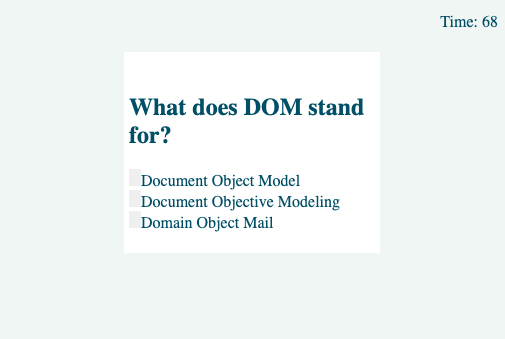 Time: 68
What does DOM stand
for?
Document Object Model
Document Objective Modeling
Domain Object Mail